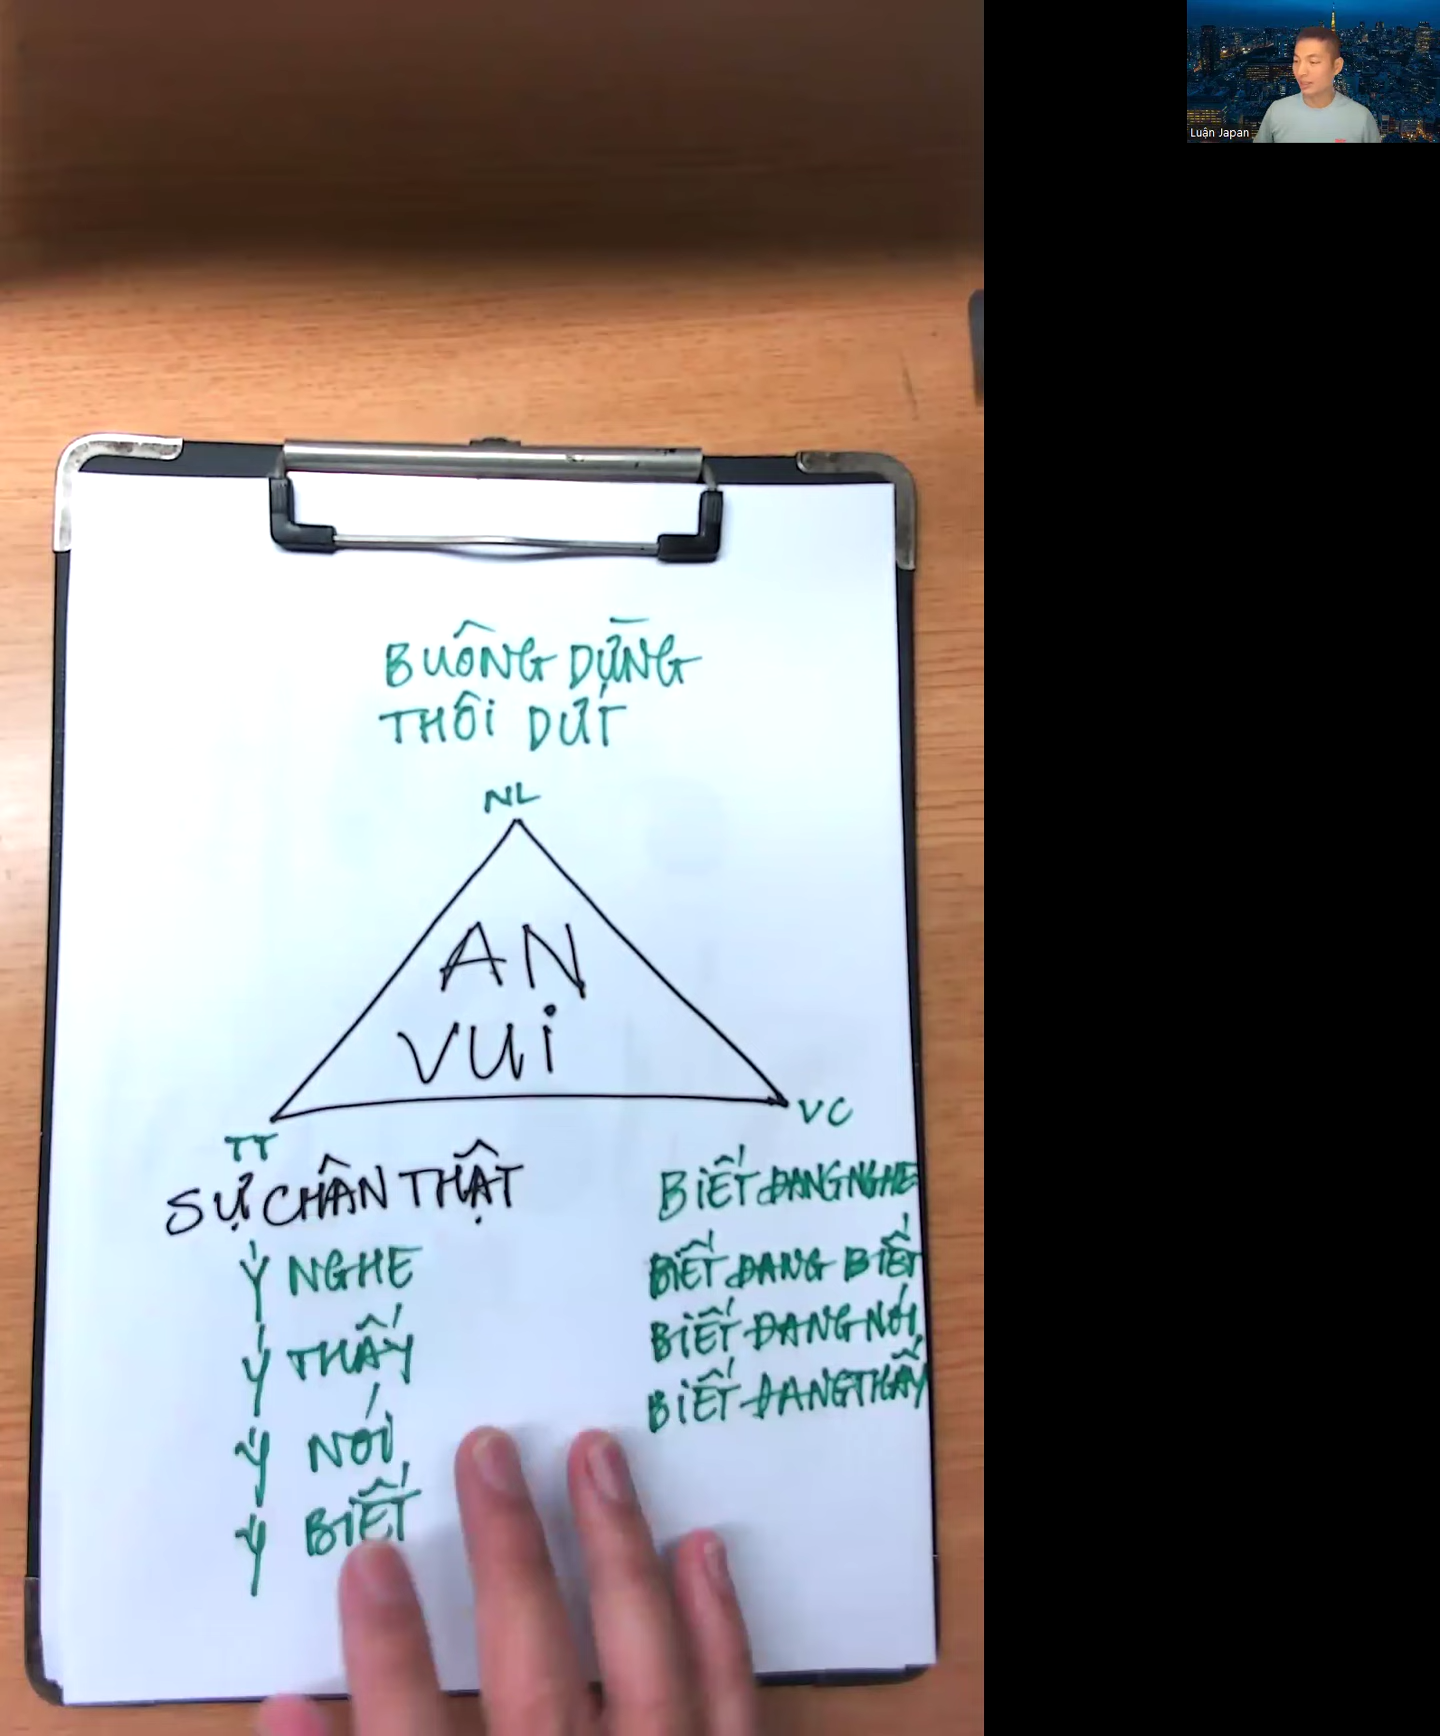 Luận Japan
BUÔNG DỪNG
THÔI DỨT
NL
AN
VUI
VC
TT
SỰ CHÂN THẬT
Ý NGHE
Ý THẤY
Ý NÓI
Ý BIẾT
BIẾT ĐANG NGHE
BIẾT ĐANG BIẾT
BIẾT ĐANG NÓI
BIẾT ĐANG THẤY